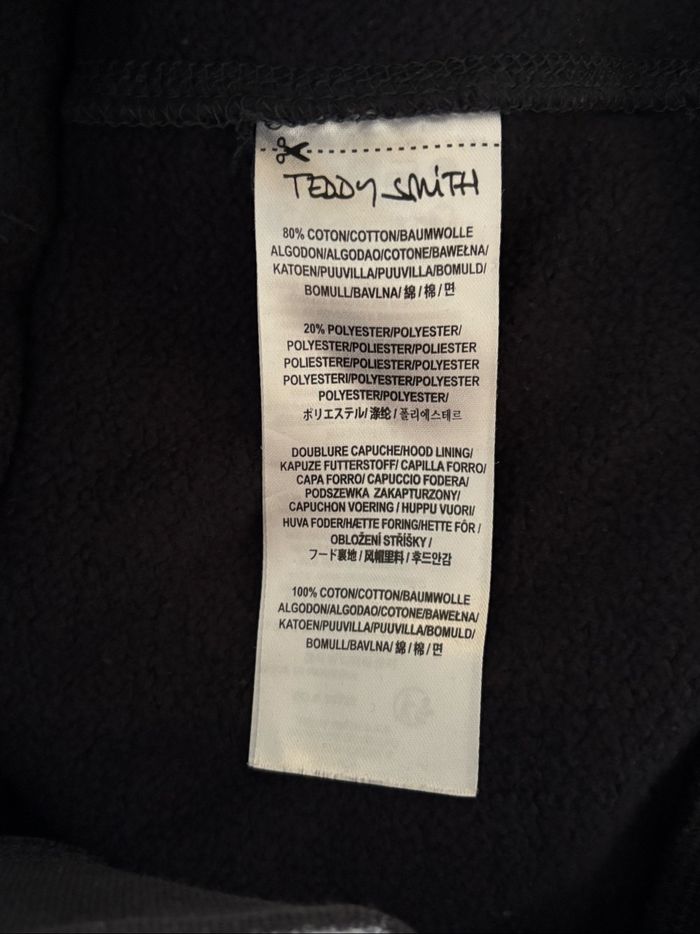 TEDDY SMITH
80% COTON/COTTON/BAUMWOLLE
ALGODON/ALGODAO/COTONE/BAWEŁNA/
KATOEN/PUUVILLA/PUUVILLA/BOMULD/
BOMULL/BAVLNA/ 綿 / 棉 / 면
20% POLYESTER/POLYESTER/
POLYESTER/POLIESTER/POLIESTER
POLIESTERE/POLIESTER/POLYESTER
POLYESTERI/POLYESTER/POLYESTER
POLYESTER/POLYESTER/
ポリエステル/ 涤纶 / 폴리에스테르
DOUBLURE CAPUCHE/HOOD LINING/
KAPUZE FUTTERSTOFF/ CAPILLA FORRO/
CAPA FORRO/ CAPUCCIO FODERA/
PODSZEWKA ZAKAPTURZONY/
CAPUCHON VOERING / HUPPU VUORI/
HUVA FODER/HÆTTE FORING/HETTE FÔR /
OBLOŽENÍ STŘÍŠKY /
フード裏地 / 风帽里料 / 후드안감
100% COTON/COTTON/BAUMWOLLE
ALGODON/ALGODAO/COTONE/BAWEŁNA/
KATOEN/PUUVILLA/PUUVILLA/BOMULD/
BOMULL/BAVLNA/ 綿 / 棉 / 면